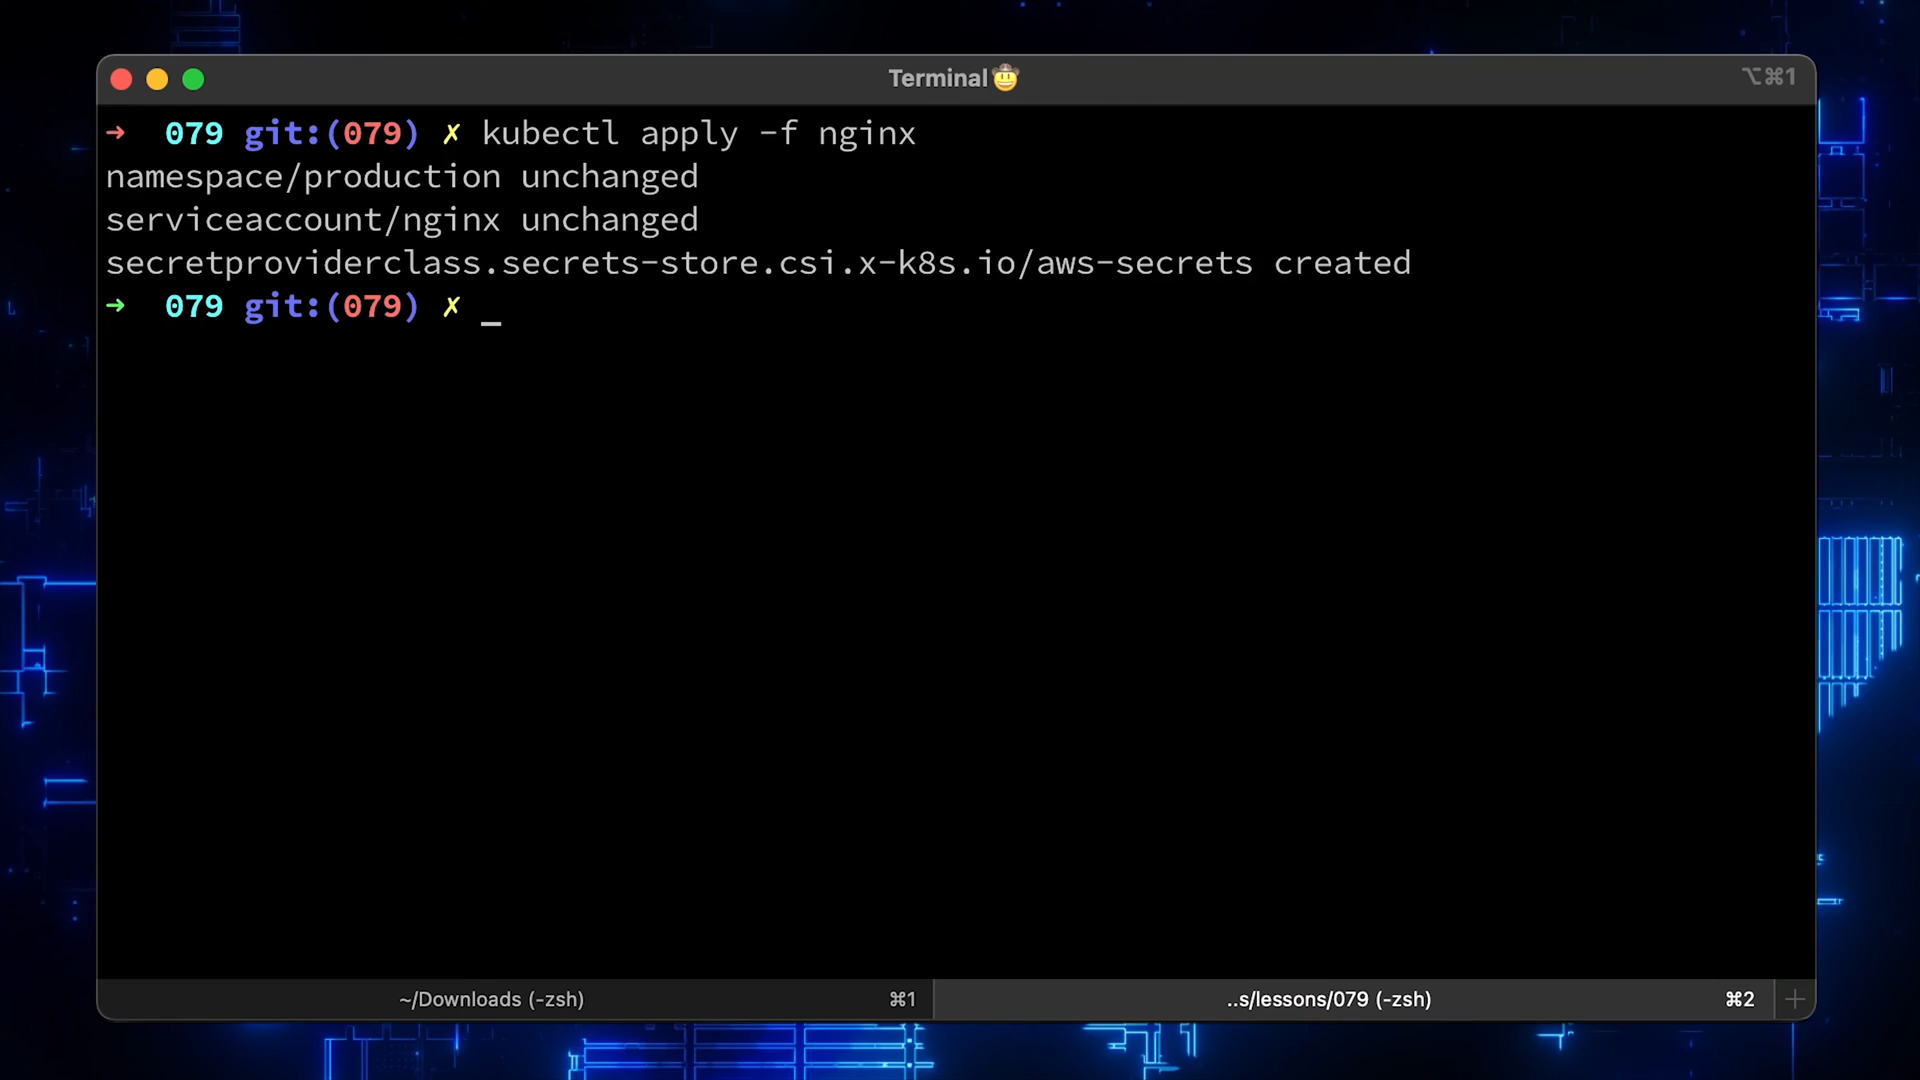 Terminal🤠
⌥⌘1
➜ 079 git:(079) ✗ kubectl apply -f nginx
namespace/production unchanged
serviceaccount/nginx unchanged
secretproviderclass.secrets-store.csi.x-k8s.io/aws-secrets created
➜ 079 git:(079) ✗ _
~/Downloads (-zsh) ⌘1
..s/lessons/079 (-zsh) ⌘2 +